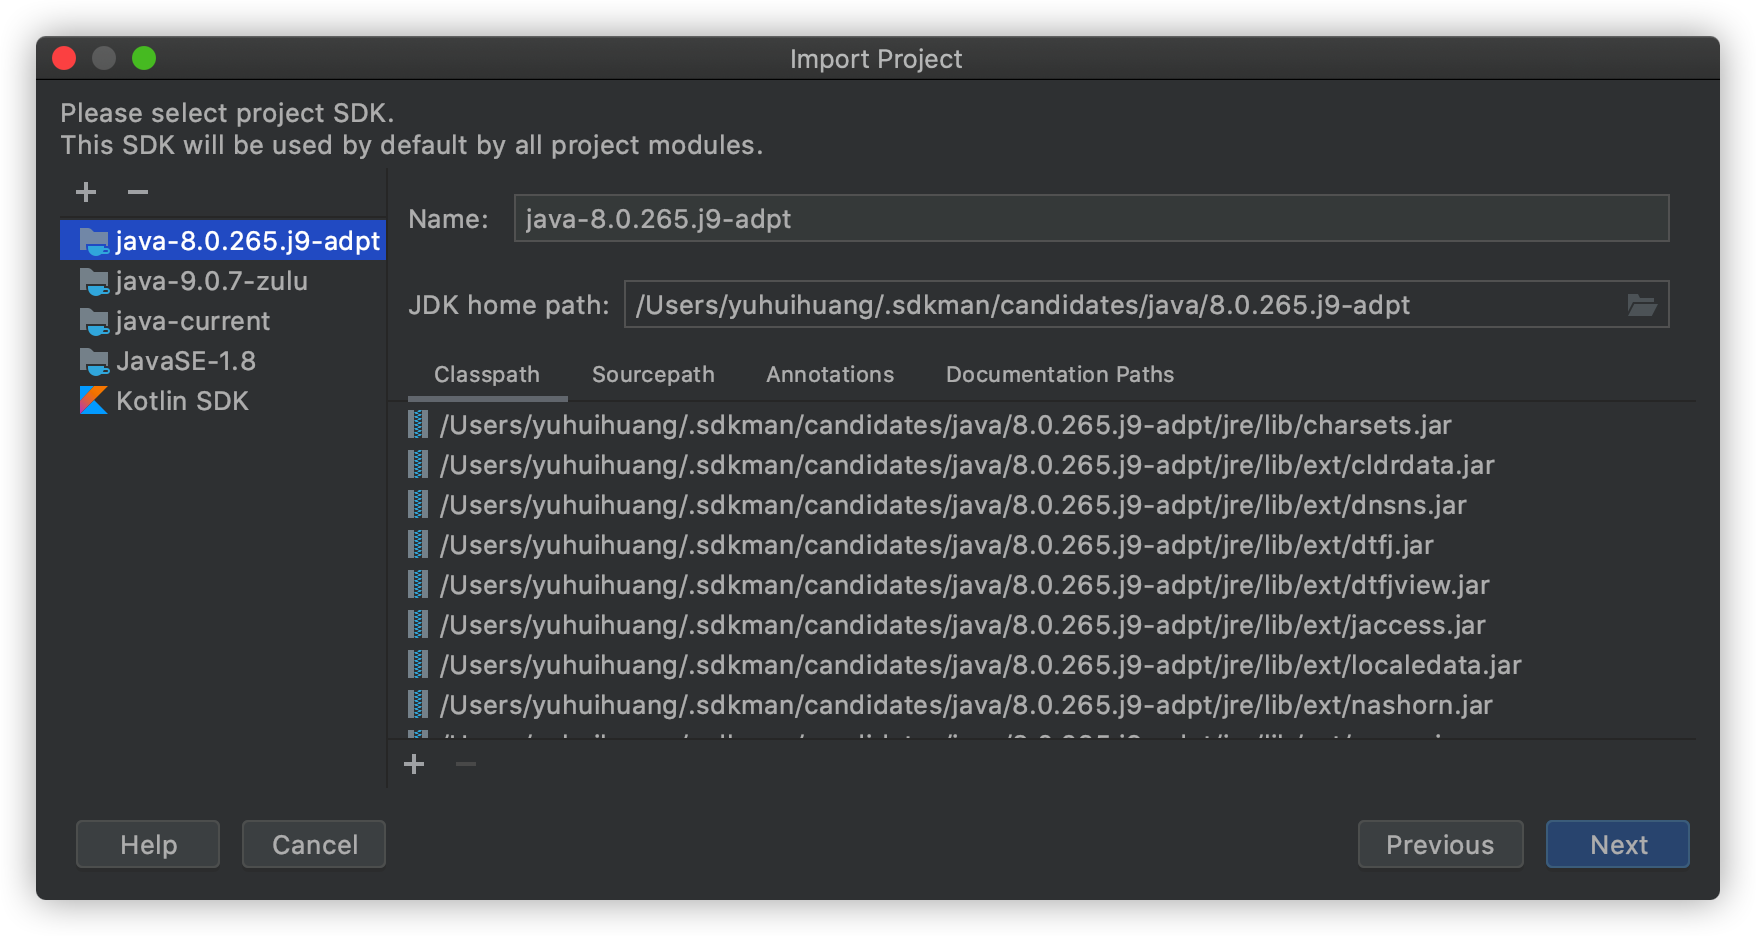 Import Project
Please select project SDK.
This SDK will be used by default by all project modules.
java-8.0.265.j9-adpt
java-9.0.7-zulu
java-current
JavaSE-1.8
Kotlin SDK
Name: java-8.0.265.j9-adpt
JDK home path: /Users/yuhuihuang/.sdkman/candidates/java/8.0.265.j9-adpt
Classpath Sourcepath Annotations Documentation Paths
/Users/yuhuihuang/.sdkman/candidates/java/8.0.265.j9-adpt/jre/lib/charsets.jar
/Users/yuhuihuang/.sdkman/candidates/java/8.0.265.j9-adpt/jre/lib/ext/cldrdata.jar
/Users/yuhuihuang/.sdkman/candidates/java/8.0.265.j9-adpt/jre/lib/ext/dnsns.jar
/Users/yuhuihuang/.sdkman/candidates/java/8.0.265.j9-adpt/jre/lib/ext/dtfj.jar
/Users/yuhuihuang/.sdkman/candidates/java/8.0.265.j9-adpt/jre/lib/ext/dtfjview.jar
/Users/yuhuihuang/.sdkman/candidates/java/8.0.265.j9-adpt/jre/lib/ext/jaccess.jar
/Users/yuhuihuang/.sdkman/candidates/java/8.0.265.j9-adpt/jre/lib/ext/localedata.jar
/Users/yuhuihuang/.sdkman/candidates/java/8.0.265.j9-adpt/jre/lib/ext/nashorn.jar
Help Cancel Previous Next